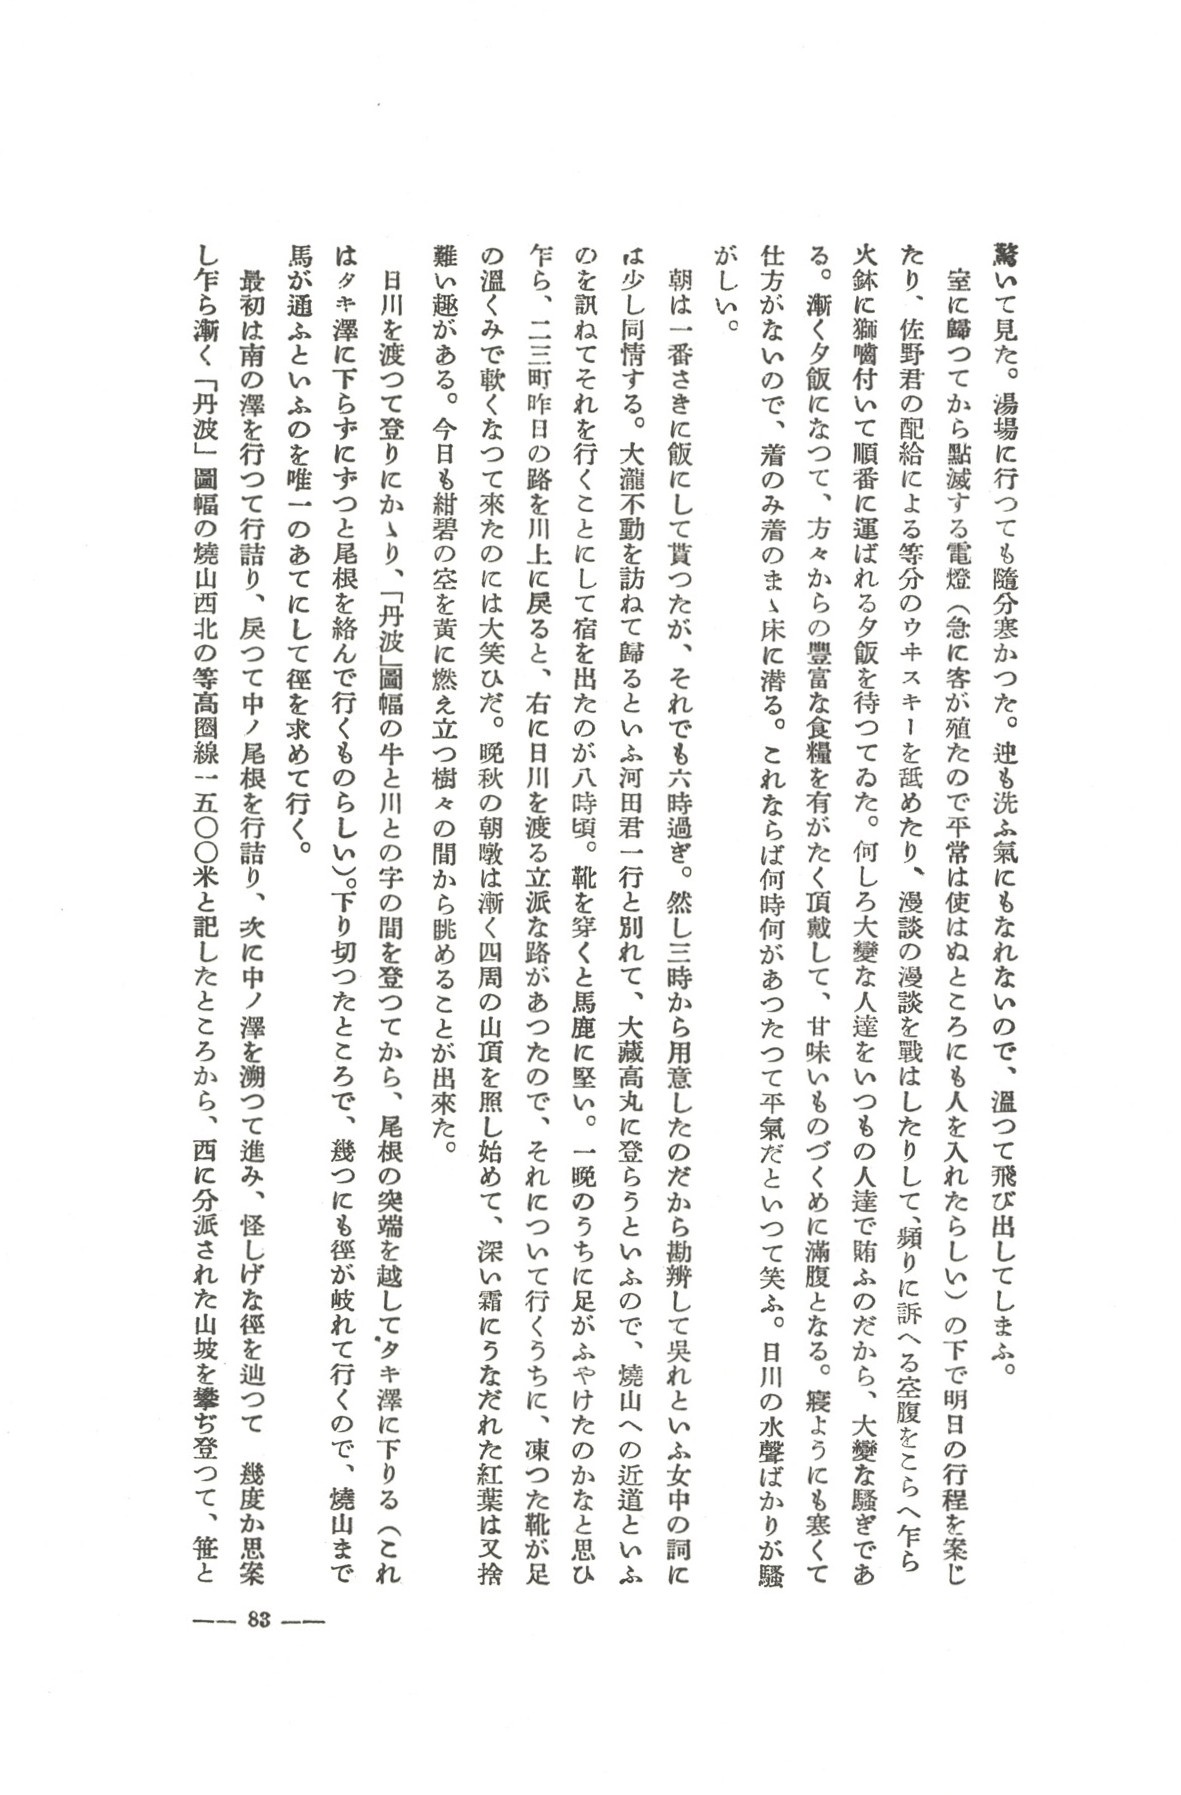 驚いて見た。湯場に行つても隨分寒かつた。迚も洗ふ氣にもなれないので、溫つて飛び出してしまふ。
室に歸つてから點滅する電燈（急に客が殖たので平常は使はぬところにも人を入れたらしい）の下で明日の行程を案じ
たり、佐野君の配給による等分のウヰスキーを舐めたり、漫談の漫談を戰はしたりして、頻りに訴へる空腹をこらへ乍ら
火鉢に獅嚙付いて順番に運ばれる夕飯を待つてゐた。何しろ大變な人達をいつもの人達で賄ふのだから、大變な騷ぎであ
る。漸く夕飯になつて、方々からの豐富な食糧を有がたく頂戴して、甘味いものづくめに滿腹となる。寢ようにも寒くて
仕方がないので、着のみ着のまゝ床に潜る。これならば何時何があつたつて平氣だといつて笑ふ。日川の水聲ばかりが騷
がしい。
朝は一番さきに飯にして貰つたが、それでも六時過ぎ。然し三時から用意したのだから勘辨して吳れといふ女中の詞に
は少し同情する。大瀧不動を訪ねて歸るといふ河田君一行と別れて、大藏高丸に登らうといふので、燒山への近道といふ
のを訊ねてそれを行くことにして宿を出たのが八時頃。靴を穿くと馬鹿に堅い。一晩のうちに足がふやけたのかなと思ひ
乍ら、二三町昨日の路を川上に戾ると、右に日川を渡る立派な路があつたので、それについて行くうちに、凍つた靴が足
の溫くみで軟くなつて來たのには大笑ひだ。晚秋の朝暾は漸く四周の山頂を照し始めて、深い霜にうなだれた紅葉は又捨
難い趣がある。今日も紺碧の空を黃に燃え立つ樹々の間から眺めることが出來た。
日川を渡つて登りにかゝり、「丹波」圖幅の牛と川との字の間を登つてから、尾根の突端を越してタキ澤に下りる（これ
はタキ澤に下らずにずつと尾根を絡んで行くものらしい）。下り切つたところで、幾つにも徑が岐れて行くので、燒山まで
馬が通ふといふのを唯一のあてにして徑を求めて行く。
最初は南の澤を行つて行詰り、戾つて中ノ尾根を行詰り、次に中ノ澤を溯つて進み、怪しげな徑を辿つて　幾度か思案
し乍ら漸く「丹波」圖幅の燒山西北の等高圈線一五〇〇米と記したところから、西に分派された山坡を攀ぢ登つて、笹と
—— 83 ——